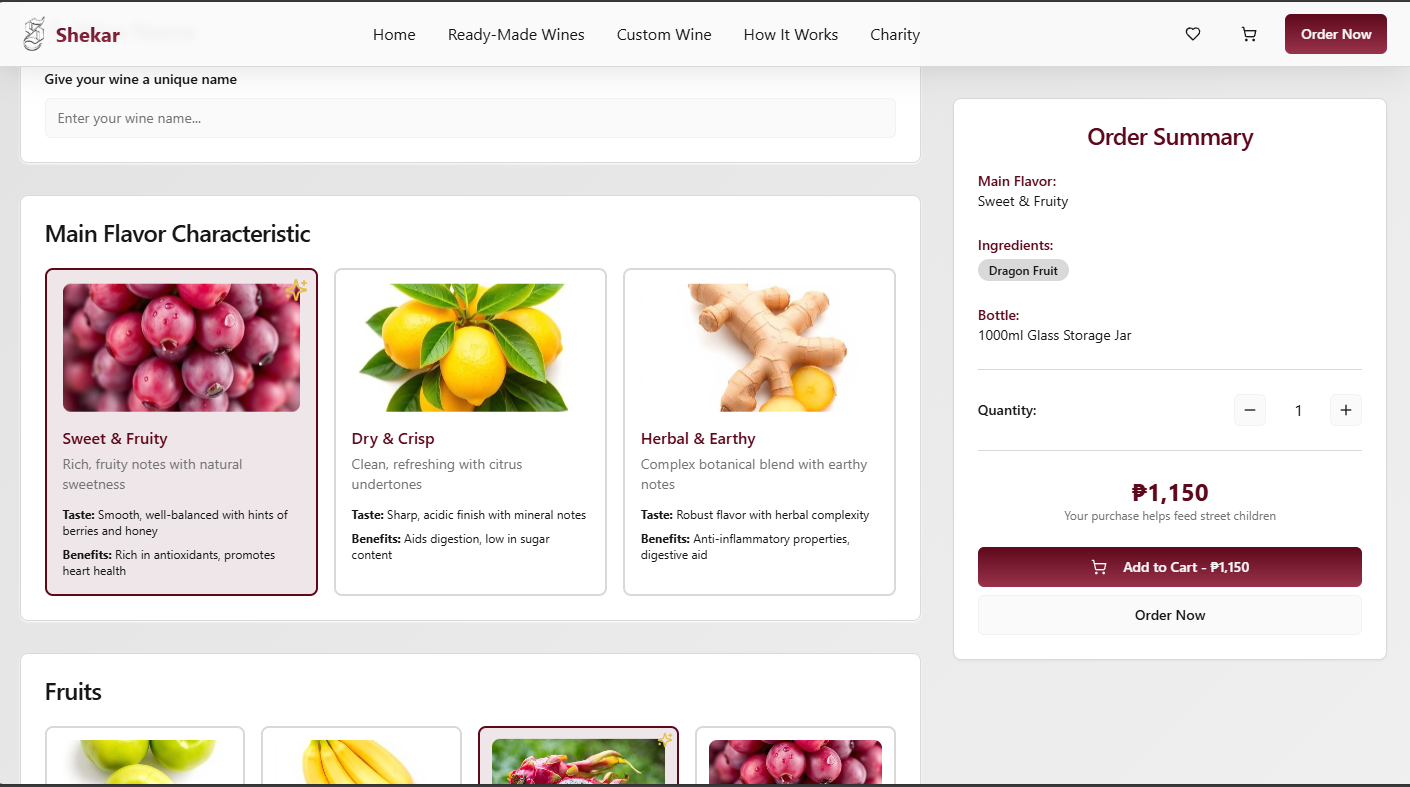 Shekar
Home
Ready-Made Wines
Custom Wine
How It Works
Charity
Order Now
Give your wine a unique name
Enter your wine name...
Main Flavor Characteristic
Sweet & Fruity
Rich, fruity notes with natural
sweetness
Taste: Smooth, well-balanced with hints of
berries and honey
Benefits: Rich in antioxidants, promotes
heart health
Dry & Crisp
Clean, refreshing with citrus
undertones
Taste: Sharp, acidic finish with mineral notes
Benefits: Aids digestion, low in sugar
content
Herbal & Earthy
Complex botanical blend with earthy
notes
Taste: Robust flavor with herbal complexity
Benefits: Anti-inflammatory properties,
digestive aid
Fruits
Order Summary
Main Flavor:
Sweet & Fruity
Ingredients:
Dragon Fruit
Bottle:
1000ml Glass Storage Jar
Quantity:
1
₱1,150
Your purchase helps feed street children
Add to Cart - ₱1,150
Order Now